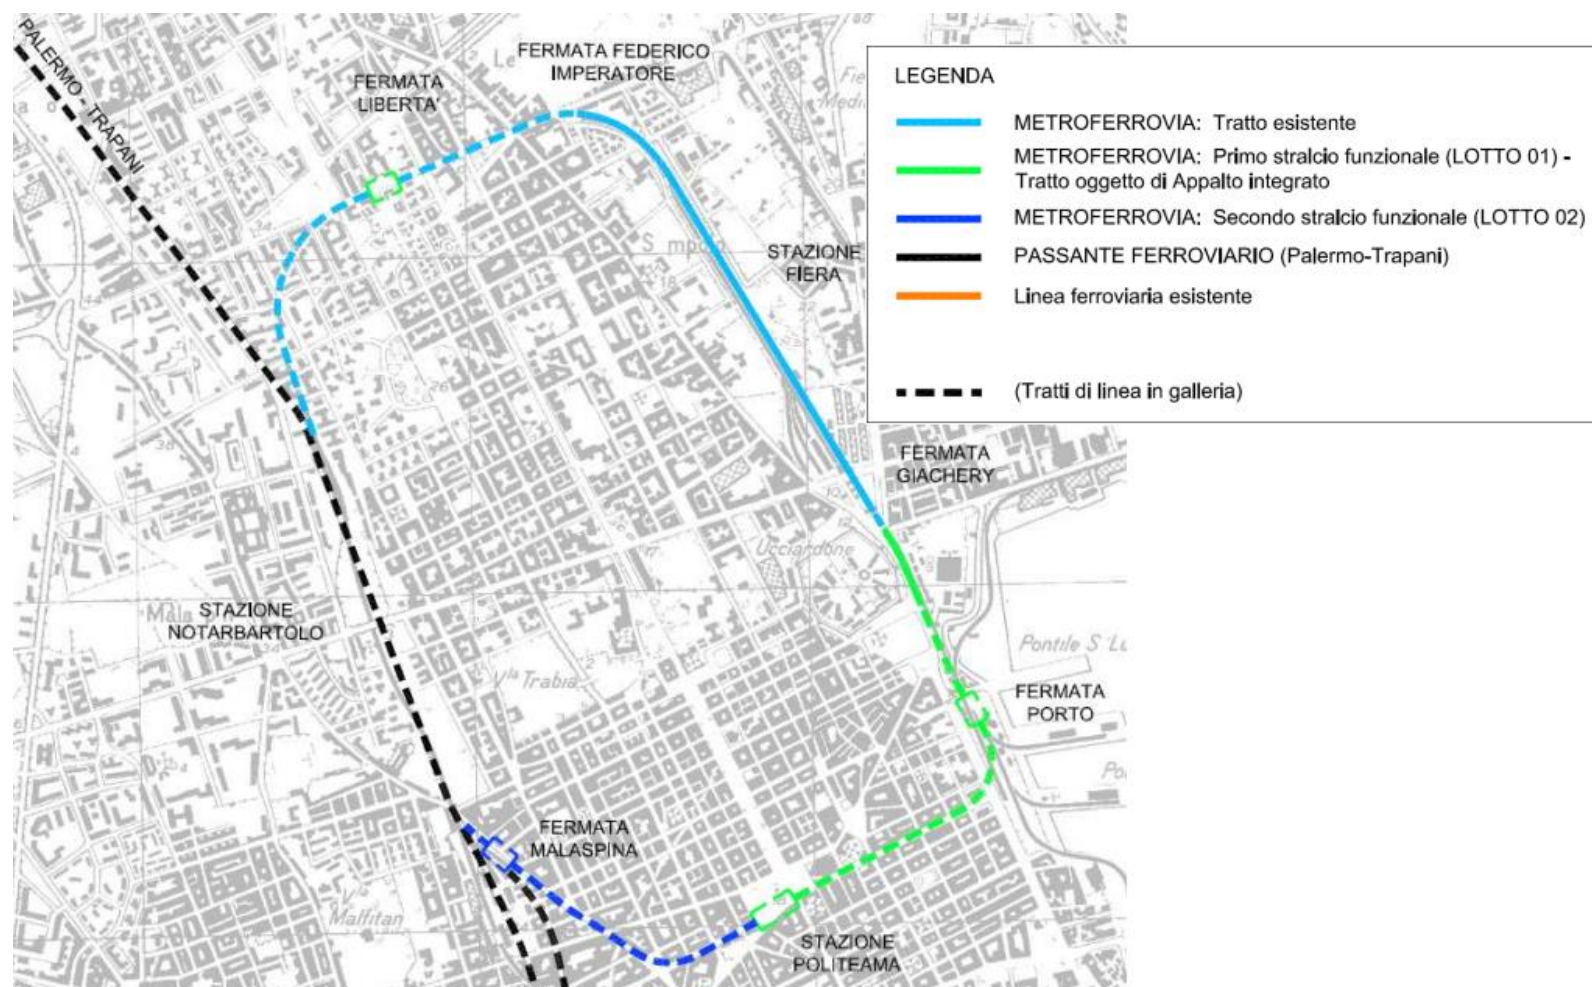 PALERMO - TRAPANI
FERMATA
LIBERTA'
FERMATA FEDERICO
IMPERATORE
LEGENDA
METROFERROVIA: Tratto esistente
METROFERROVIA: Primo stralcio funzionale (LOTTO 01) -
Tratto oggetto di Appalto integrato
METROFERROVIA: Secondo stralcio funzionale (LOTTO 02)
PASSANTE FERROVIARIO (Palermo-Trapani)
Linea ferroviaria esistente
(Tratti di linea in galleria)
STAZIONE
FIERA
FERMATA
GIACHERY
Ucciardone
STAZIONE
NOTARBARTOLO
Pontile S
Vla Trabia
FERMATA
PORTO
FERMATA
MALASPINA
Malfitan
STAZIONE
POLITEAMA